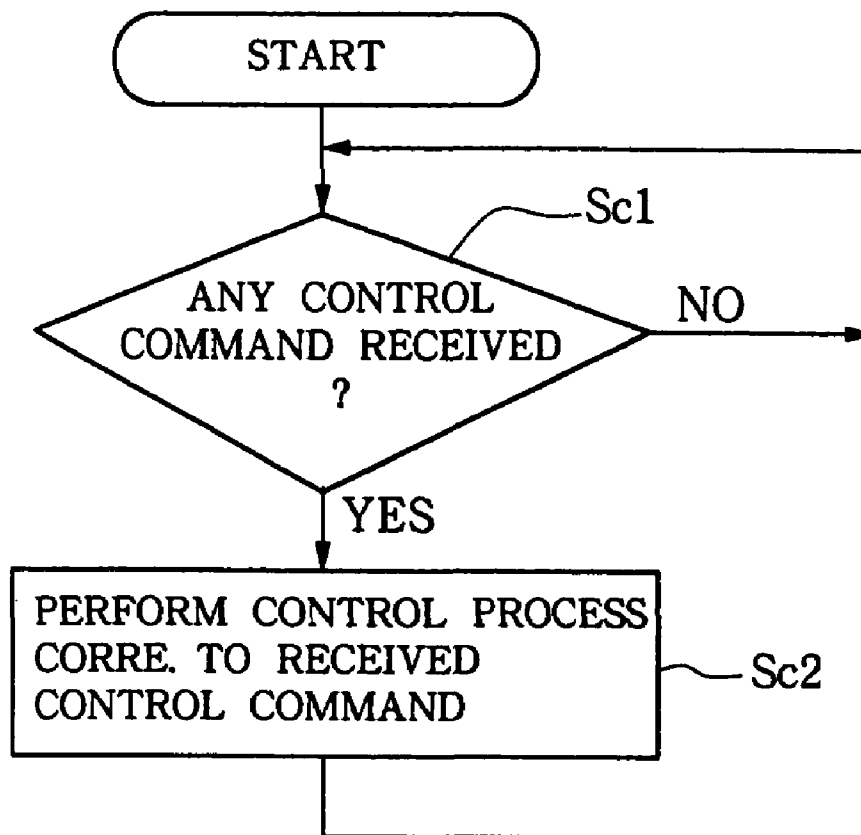 START
Sc1
ANY CONTROL
COMMAND RECEIVED
?
NO
YES
PERFORM CONTROL PROCESS
CORRE. TO RECEIVED
CONTROL COMMAND
Sc2